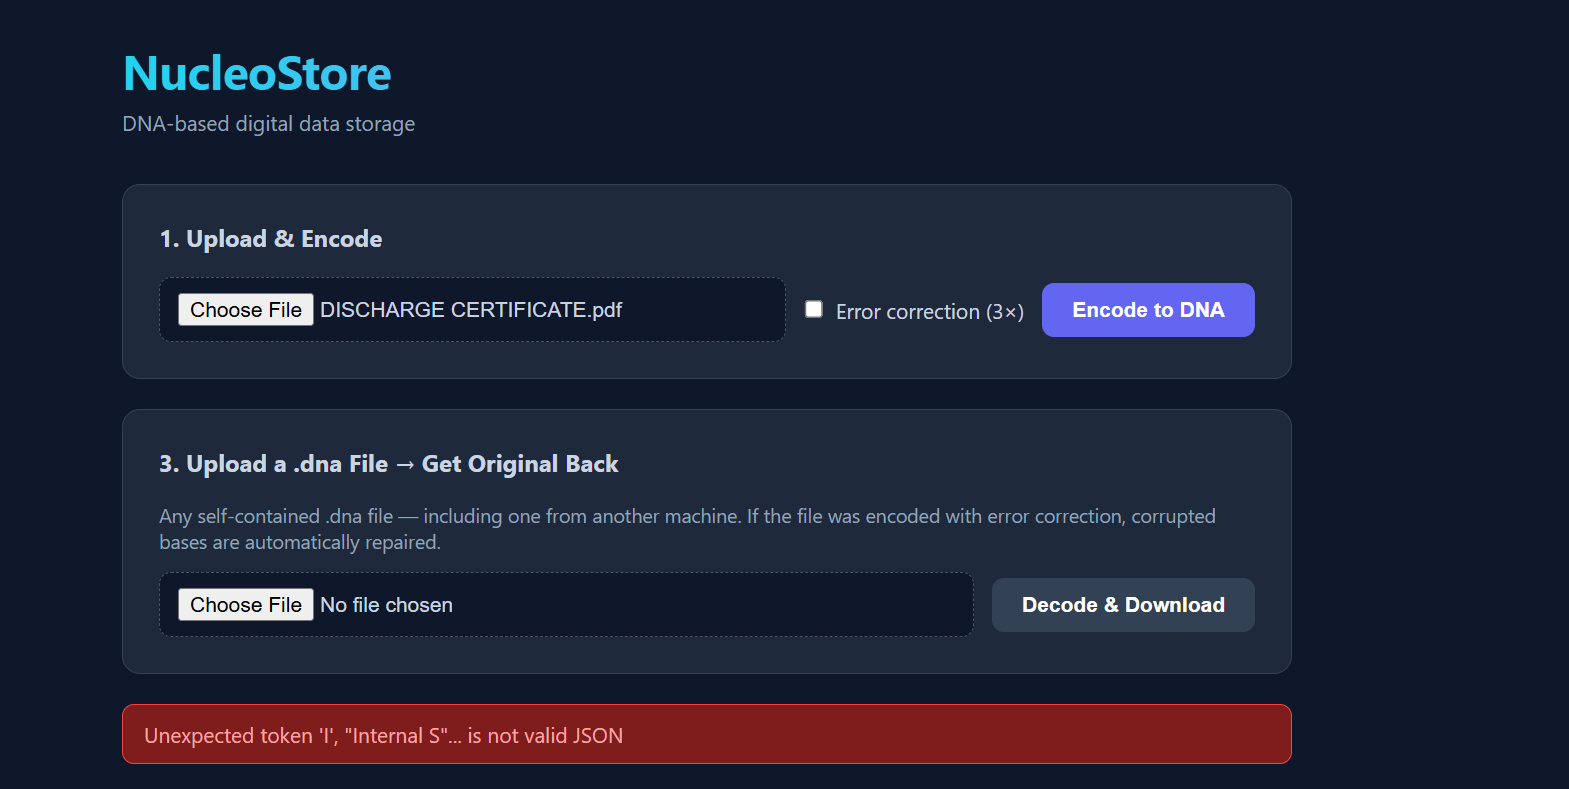 NucleoStore
DNA-based digital data storage
1. Upload & Encode
Choose File DISCHARGE CERTIFICATE.pdf
Error correction (3×)
Encode to DNA
3. Upload a .dna File → Get Original Back
Any self-contained .dna file — including one from another machine. If the file was encoded with error correction, corrupted
bases are automatically repaired.
Choose File No file chosen
Decode & Download
Unexpected token 'I', "Internal S"... is not valid JSON